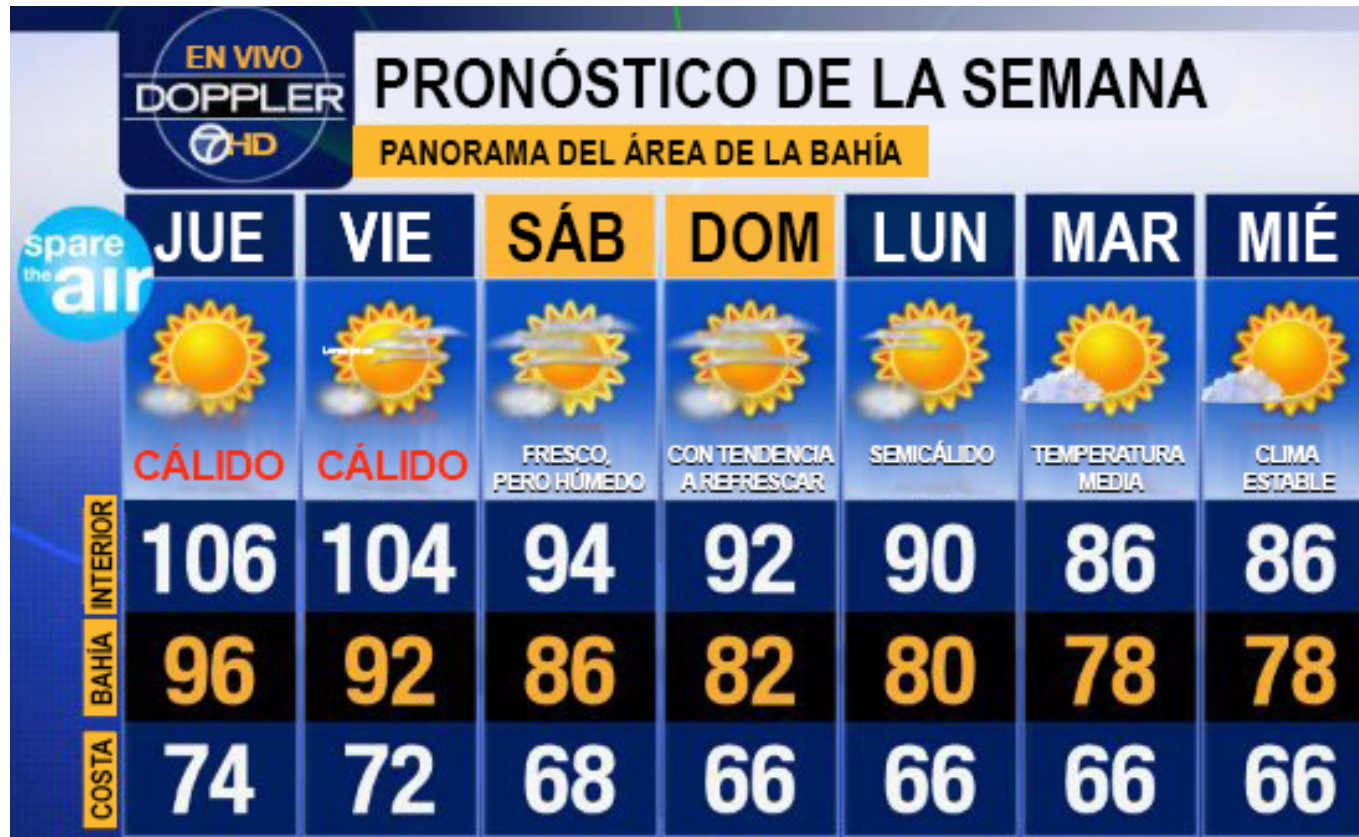 EN VIVO
DOPPLER
7HD
PRONÓSTICO DE LA SEMANA
PANORAMA DEL ÁREA DE LA BAHÍA
spare
the air
JUE VIE SÁB DOM LUN MAR MIÉ
CÁLIDO
CÁLIDO
FRESCO,
PERO HÚMEDO
CON TENDENCIA
A REFRESCAR
SEMICÁLIDO
TEMPERATURA
MEDIA
CLIMA
ESTABLE
INTERIOR 106 104 94 92 90 86 86
BAHÍA 96 92 86 82 80 78 78
COSTA 74 72 68 66 66 66 66